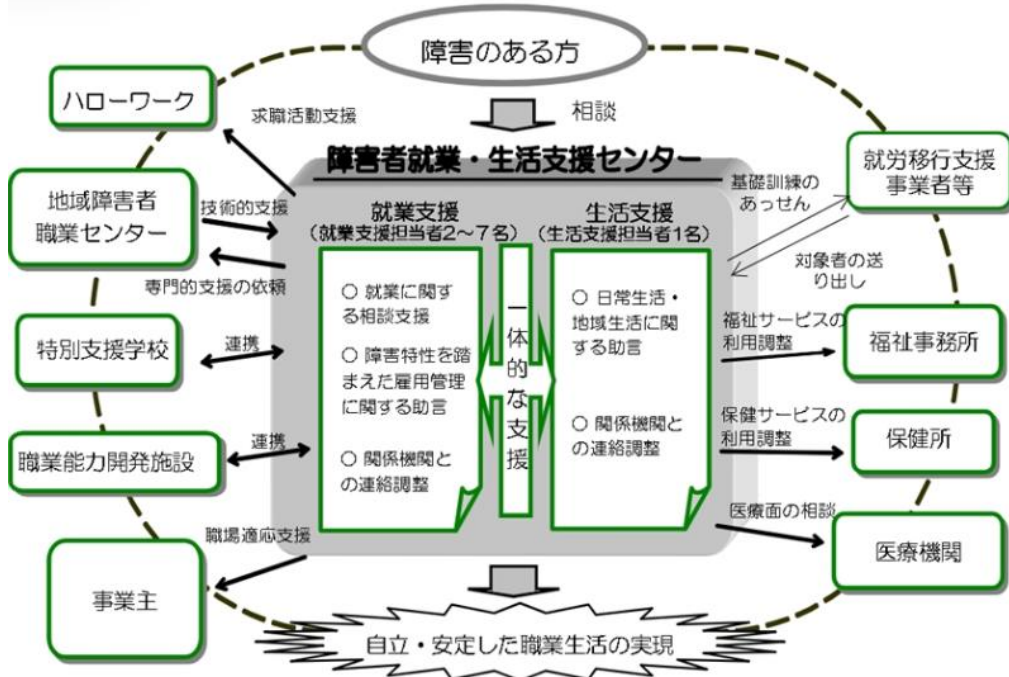 障害のある方
相談
ハローワーク
求職活動支援
障害者就業・生活支援センター
就労移行支援
事業者等
基礎訓練の
あっせん
対象者の送
り出し
地域障害者
職業センター
技術的支援
専門的支援の依頼
就業支援
(就業支援担当者2~7名)
生活支援
(生活支援担当者1名)
○ 就業に関す
る相談支援
○ 障害特性を踏
まえた雇用管理
に関する助言
○ 関係機関と
の連絡調整
一体的な支援
○ 日常生活・
地域生活に関
する助言
○ 関係機関と
の連絡調整
特別支援学校
連携
福祉サービスの
利用調整
福祉事務所
職業能力開発施設
連携
保健サービスの
利用調整
保健所
事業主
職場適応支援
医療面の相談
医療機関
自立・安定した職業生活の実現